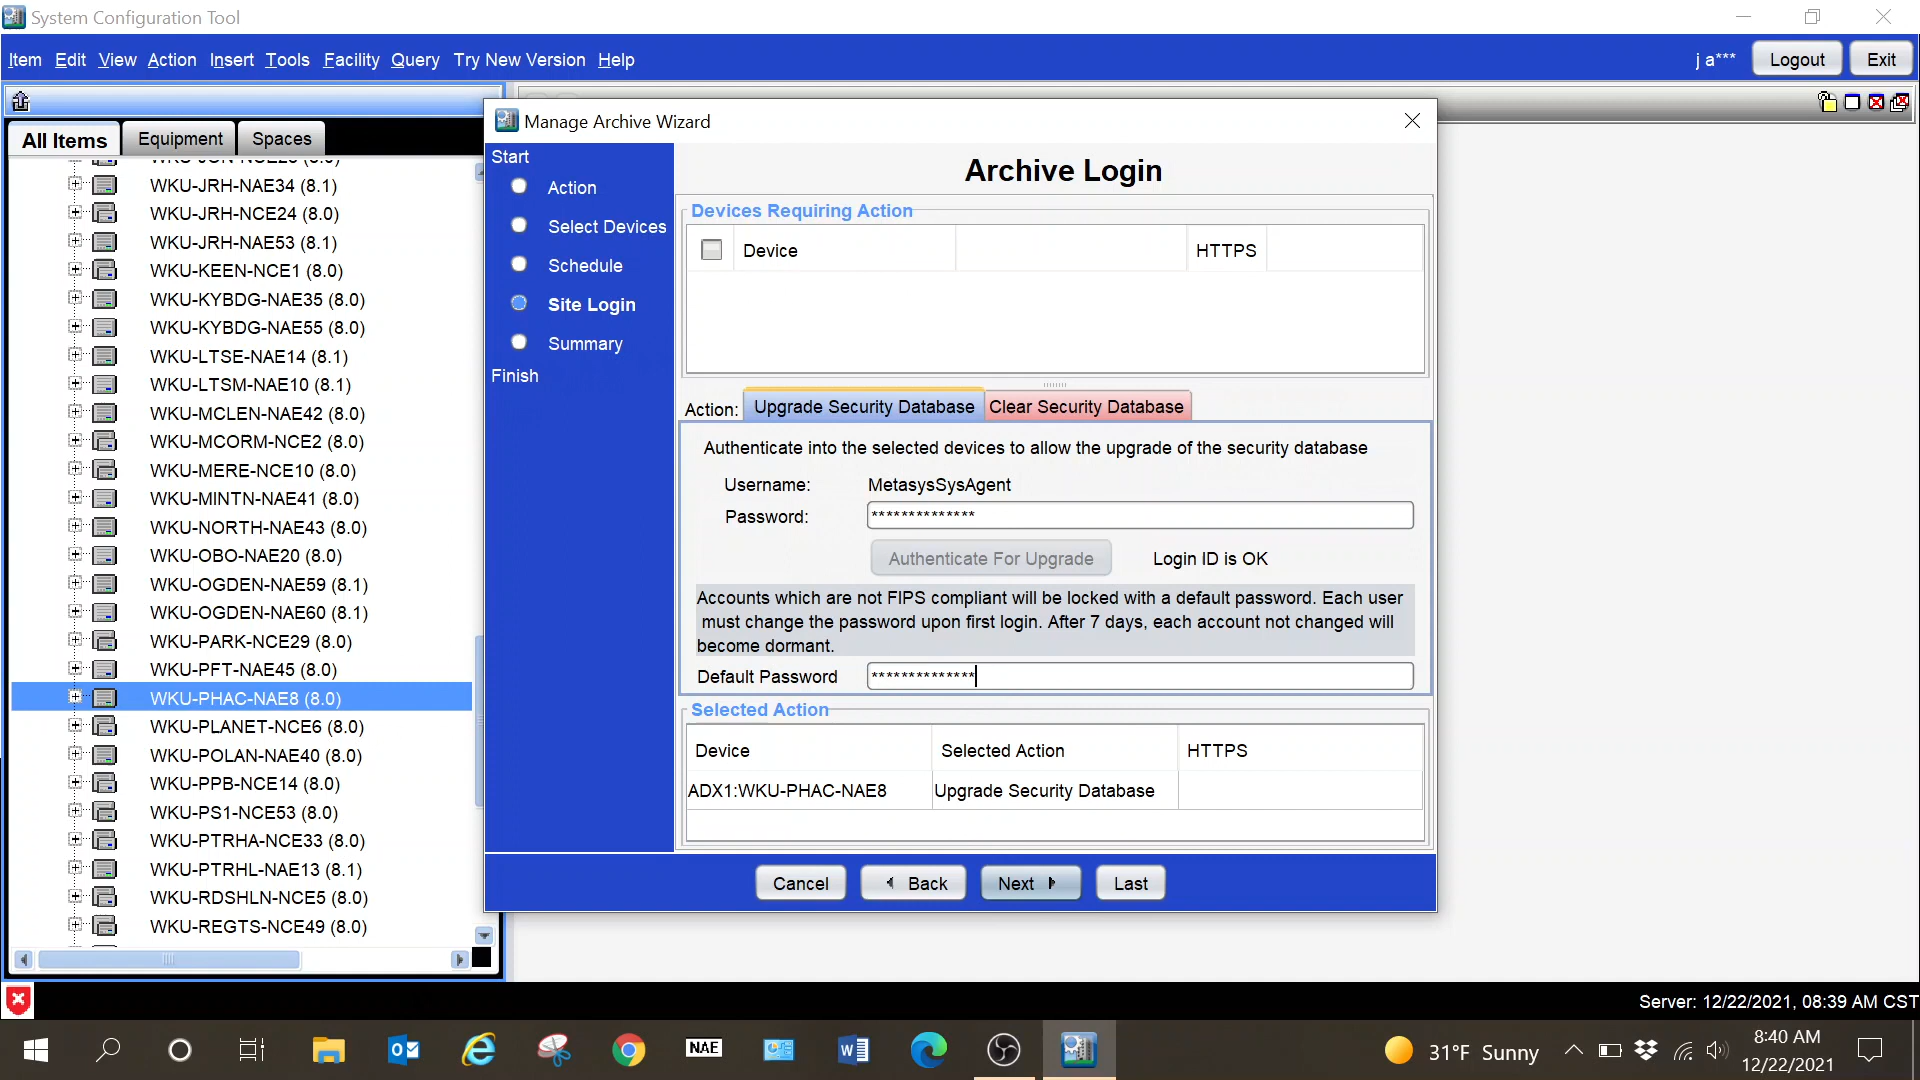 System Configuration Tool
Item Edit View Action Insert Tools Facility Query Try New Version Help
j a***
Logout
Exit
All Items
Equipment
Spaces
WKU-JRH-NAE34 (8.1)
WKU-JRH-NCE24 (8.0)
WKU-JRH-NAE53 (8.1)
WKU-KEEN-NCE1 (8.0)
WKU-KYBDG-NAE35 (8.0)
WKU-KYBDG-NAE55 (8.0)
WKU-LTSE-NAE14 (8.1)
WKU-LTSM-NAE10 (8.1)
WKU-MCLEN-NAE42 (8.0)
WKU-MCORM-NCE2 (8.0)
WKU-MERE-NCE10 (8.0)
WKU-MINTN-NAE41 (8.0)
WKU-NORTH-NAE43 (8.0)
WKU-OBO-NAE20 (8.0)
WKU-OGDEN-NAE59 (8.1)
WKU-OGDEN-NAE60 (8.1)
WKU-PARK-NCE29 (8.0)
WKU-PFT-NAE45 (8.0)
WKU-PHAC-NAE8 (8.0)
WKU-PLANET-NCE6 (8.0)
WKU-POLAN-NAE40 (8.0)
WKU-PPB-NCE14 (8.0)
WKU-PS1-NCE53 (8.0)
WKU-PTRHA-NCE33 (8.0)
WKU-PTRHL-NAE13 (8.1)
WKU-RDSHLN-NCE5 (8.0)
WKU-REGTS-NCE49 (8.0)
Manage Archive Wizard
Start
Action
Select Devices
Schedule
Site Login
Summary
Finish
Archive Login
Devices Requiring Action
Device
HTTPS
Action:
Upgrade Security Database
Clear Security Database
Authenticate into the selected devices to allow the upgrade of the security database
Username: MetasysSysAgent
Password: **************
Authenticate For Upgrade
Login ID is OK
Accounts which are not FIPS compliant will be locked with a default password. Each user
must change the password upon first login. After 7 days, each account not changed will
become dormant.
Default Password **************
Selected Action
Device Selected Action HTTPS
ADX1:WKU-PHAC-NAE8 Upgrade Security Database
Cancel
Back
Next
Last
Server: 12/22/2021, 08:39 AM CST
NAE
31°F Sunny
8:40 AM
12/22/2021